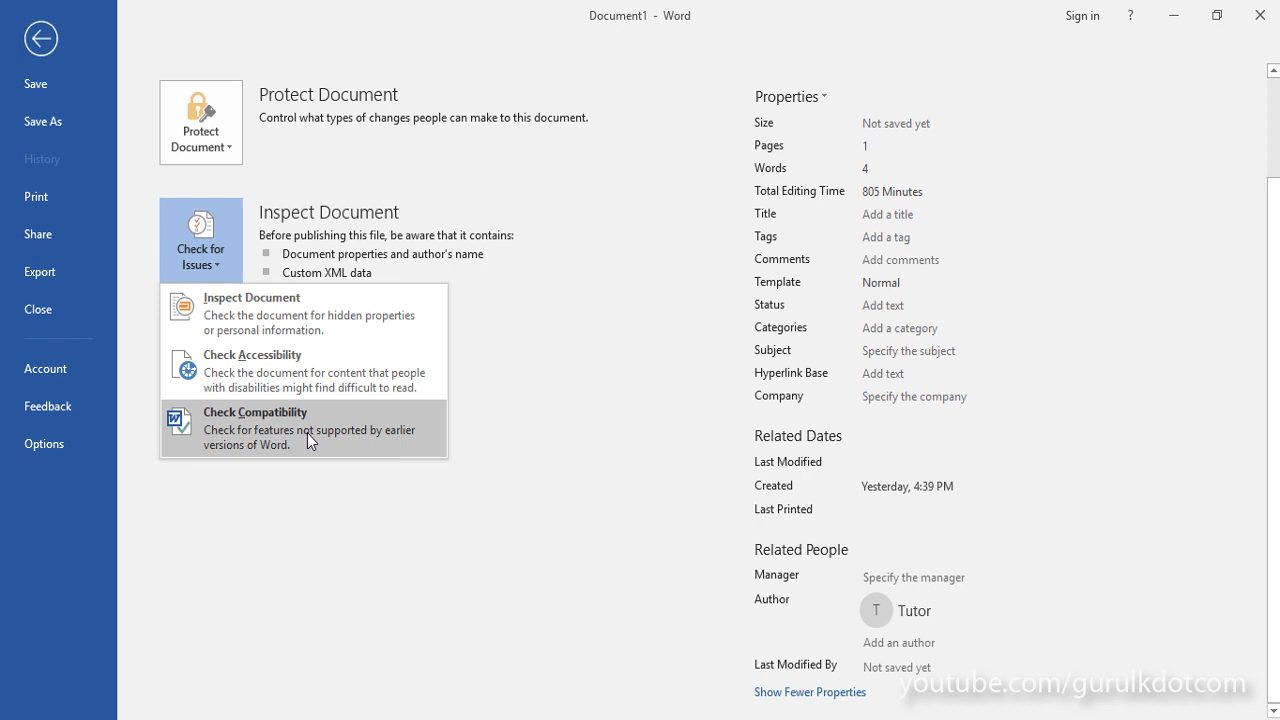 Document1 - Word
Sign in
?
Save
Save As
History
Print
Share
Export
Close
Account
Feedback
Options
Protect
Document
Protect Document
Control what types of changes people can make to this document.
Check for
Issues
Inspect Document
Before publishing this file, be aware that it contains:
Document properties and author's name
Custom XML data
Inspect Document
Check the document for hidden properties
or personal information.
Check Accessibility
Check the document for content that people
with disabilities might find difficult to read.
Check Compatibility
Check for features not supported by earlier
versions of Word.
Properties
Size Not saved yet
Pages 1
Words 4
Total Editing Time 805 Minutes
Title Add a title
Tags Add a tag
Comments Add comments
Template Normal
Status Add text
Categories Add a category
Subject Specify the subject
Hyperlink Base Add text
Company Specify the company
Related Dates
Last Modified
Created Yesterday, 4:39 PM
Last Printed
Related People
Manager Specify the manager
Author T Tutor
Add an author
Last Modified By Not saved yet
Show Fewer Properties
youtube.com/gurulkdotcom